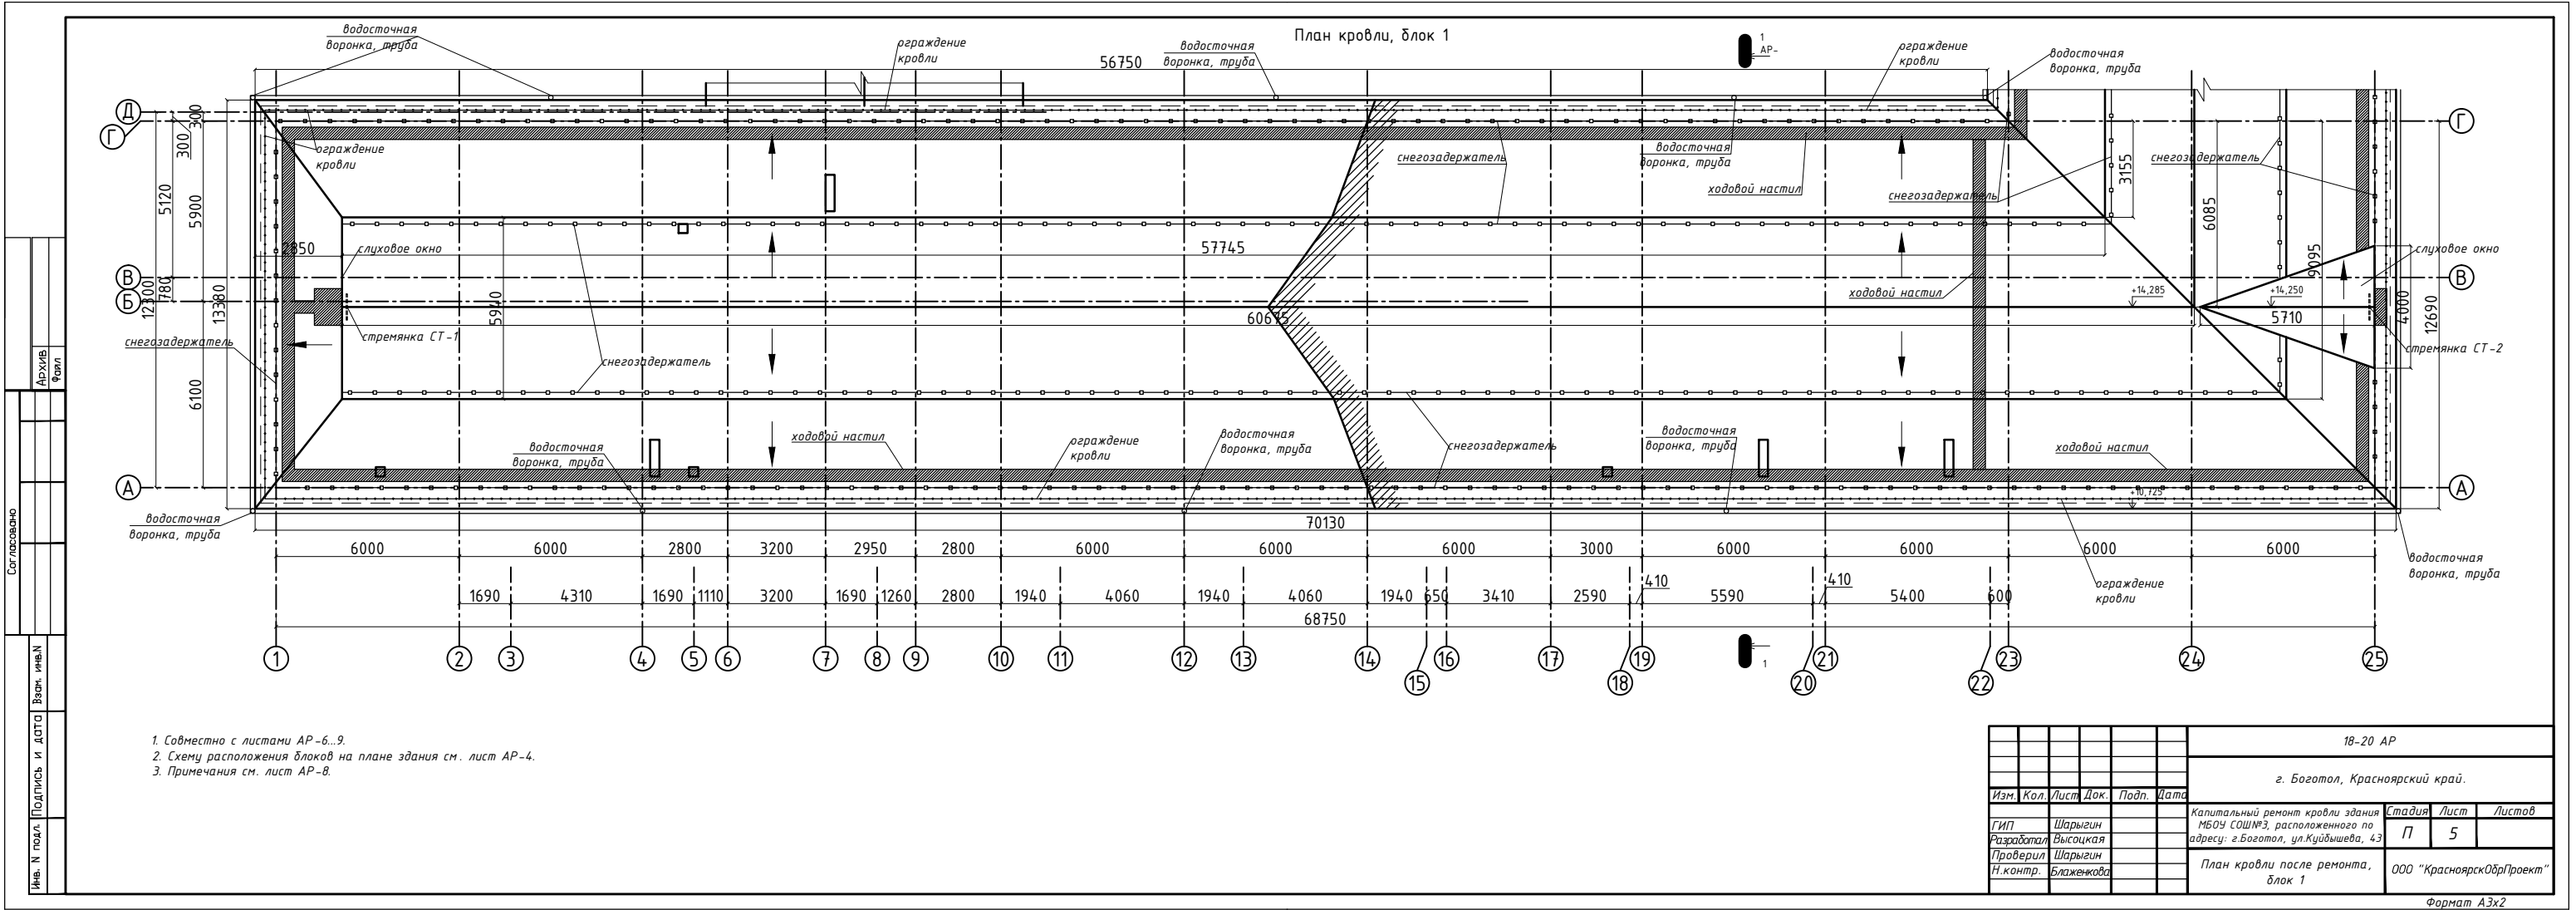 План кровли, блок 1
водосточная
воронка, труба
ограждение
кровли
водосточная
воронка, труба
1
АР-
ограждение
кровли
водосточная
воронка, труба
56750
Д
Г
300
300
ограждение
кровли
снегозадержатель
водосточная
воронка, труба
ходовой настил
снегозадержатель
3155
снегозадержатель
Г
5120
5900
6085
2850
слуховое окно
57745
9095
слуховое окно
В
Б
780
12300
13380
5940
ходовой настил
+14,285
+14,250
В
60675
5710
4000
12690
снегозадержатель
стремянка СТ-1
снегозадержатель
стремянка СТ-2
6100
водосточная
воронка, труба
ходовой настил
ограждение
кровли
водосточная
воронка, труба
снегозадержатель
водосточная
воронка, труба
ходовой настил
А
А
+10,725
водосточная
воронка, труба
70130
6000
6000
2800
3200
2950
2800
6000
6000
6000
3000
6000
6000
6000
6000
водосточная
воронка, труба
ограждение
кровли
1690
4310
1690
1110
3200
1690
1260
2800
1940
4060
1940
4060
1940
650
3410
2590
410
5590
410
5400
600
68750
1
2
3
4
5
6
7
8
9
10
11
12
13
14
15
16
17
18
19
20
21
22
23
24
25
1
1. Совместно с листами АР-6...9.
2. Схему расположения блоков на плане здания см. лист АР-4.
3. Примечания см. лист АР-8.
Архив
Файл
Согласовано
Взам. инв.N
Подпись и дата
Инв. N подл.
18-20 АР
г. Боготол, Красноярский край.
Изм.
Кол.
Лист
Док.
Подп.
Дата
Капитальный ремонт кровли здания
МБОУ СОШ№3, расположенного по
адресу: г.Боготол, ул.Куйбышева, 43
Стадия
Лист
Листов
П
5
ГИП
Шарыгин
Разработал
Высоцкая
Проверил
Шарыгин
Н.контр.
Блаженкова
План кровли после ремонта,
блок 1
ООО "КрасноярскОбрПроект"
Формат А3х2